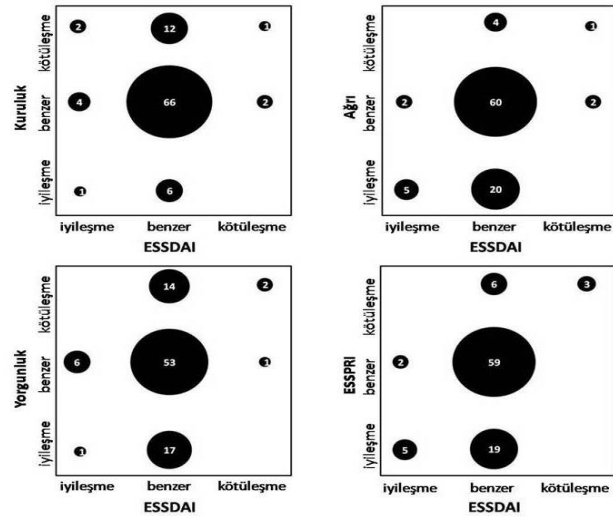 Kuruluk
kötüleşme
benzer
iyileşme
2
12
1
4
66
2
1
6
iyileşme benzer kötüleşme
ESSDAI
Ağrı
kötüleşme
benzer
iyileşme
4
1
2
60
2
5
20
iyileşme benzer kötüleşme
ESSDAI
Yorgunluk
kötüleşme
benzer
iyileşme
14
2
6
53
1
1
17
iyileşme benzer kötüleşme
ESSDAI
ESSPRI
kötüleşme
benzer
iyileşme
6
3
2
59
5
19
iyileşme benzer kötüleşme
ESSDAI